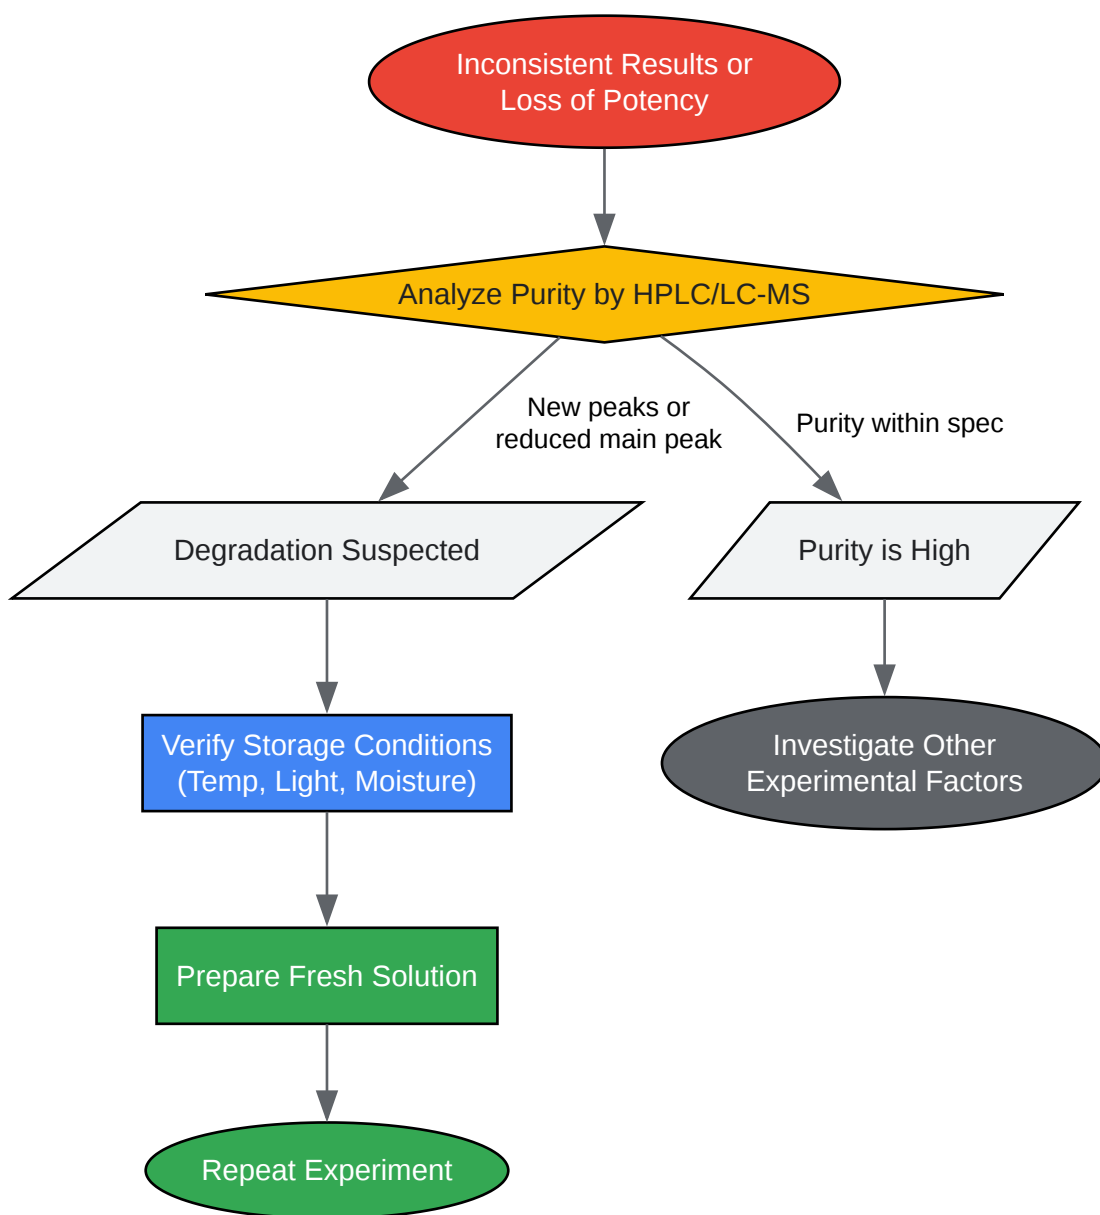 Inconsistent Results or
Loss of Potency
Analyze Purity by HPLC/LC-MS
New peaks or
reduced main peak
Purity within spec
Degradation Suspected
Purity is High
Verify Storage Conditions
(Temp, Light, Moisture)
Investigate Other
Experimental Factors
Prepare Fresh Solution
Repeat Experiment